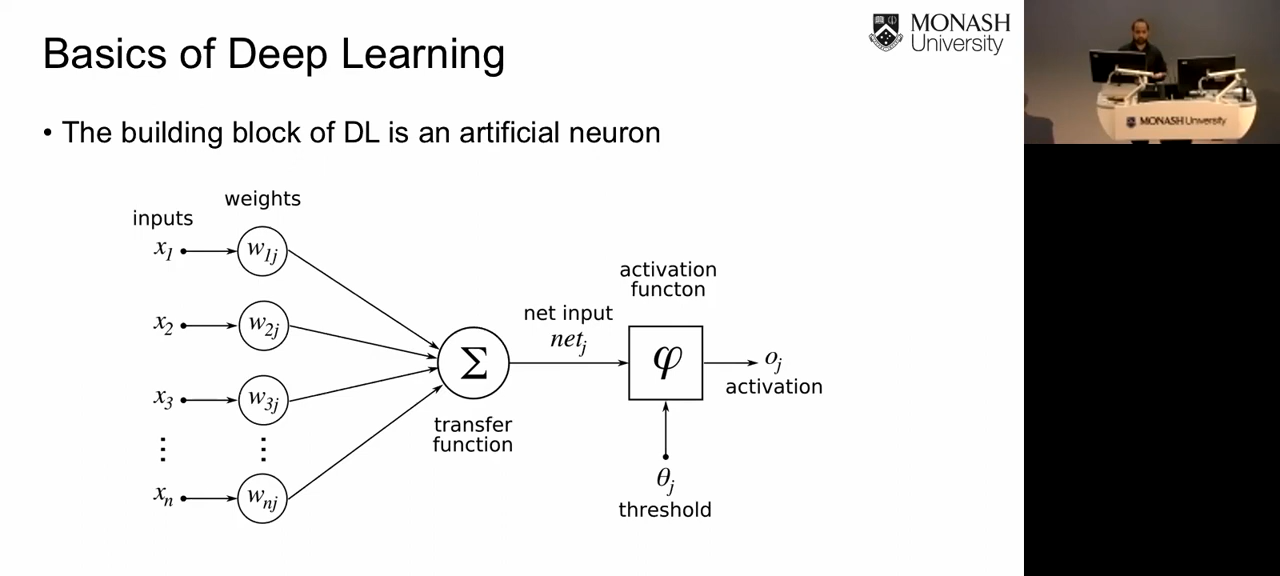 Basics of Deep Learning
MONASH
University
• The building block of DL is an artificial neuron
weights
inputs
x1
w1j
x2
w2j
x3
w3j
⋮
⋮
xn
wnj
Σ
transfer
function
net input
netj
activation
functon
φ
oj
activation
θj
threshold
MONASH University